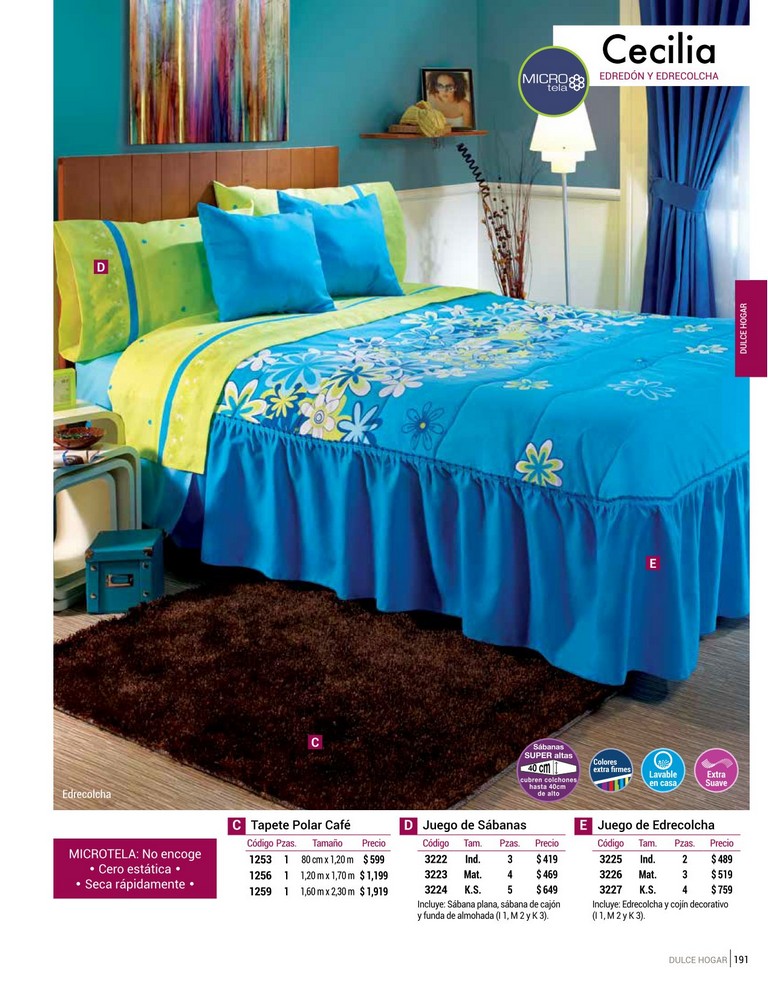 Cecilia
EDREDÓN Y EDRECOLCHA
MICRO
tela
D
DULCE HOGAR
E
C
Sábanas
SUPER altas
40 cm
cubren colchones
hasta 40cm
de alto
Colores
extra firmes
Lavable
en casa
Extra
Suave
Edrecolcha
MICROTELA: No encoge
• Cero estática •
• Seca rápidamente •
C Tapete Polar Café
Código Pzas. Tamaño Precio
1253 1 80 cm x 1,20 m $ 599
1256 1 1,20 m x 1,70 m $ 1,199
1259 1 1,60 m x 2,30 m $ 1,919
D Juego de Sábanas
Código Tam. Pzas. Precio
3222 Ind. 3 $ 419
3223 Mat. 4 $ 469
3224 K.S. 5 $ 649
Incluye: Sábana plana, sábana de cajón
y funda de almohada (I 1, M 2 y K 3).
E Juego de Edrecolcha
Código Tam. Pzas. Precio
3225 Ind. 2 $ 489
3226 Mat. 3 $ 519
3227 K.S. 4 $ 759
Incluye: Edrecolcha y cojín decorativo
(I 1, M 2 y K 3).
DULCE HOGAR 191